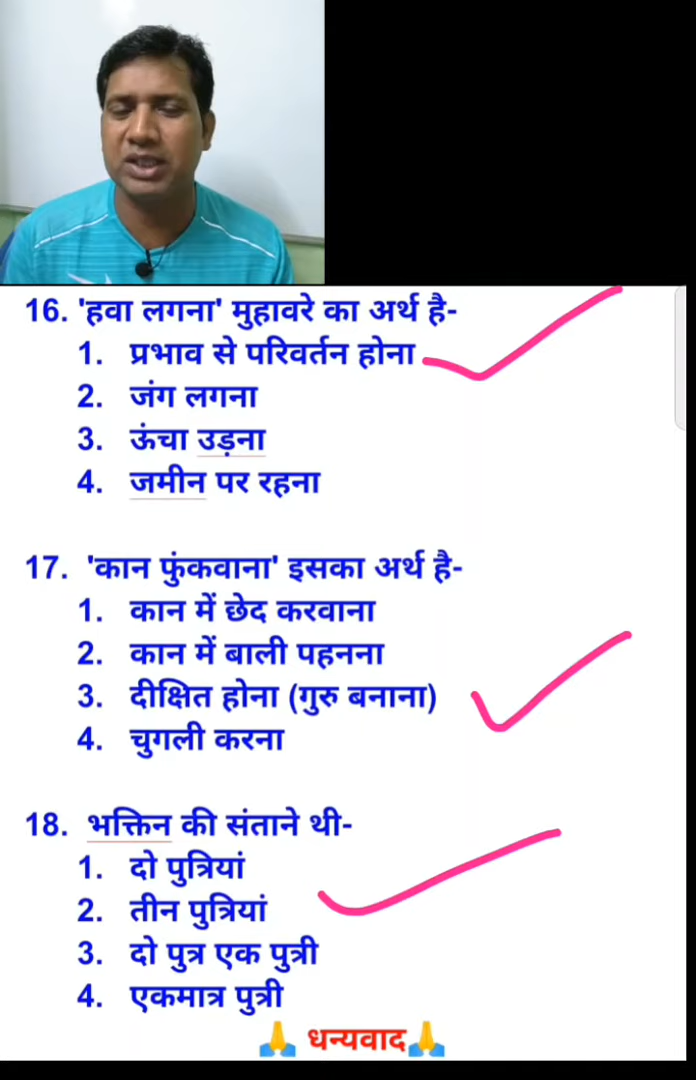 16. 'हवा लगना' मुहावरे का अर्थ है-
1. प्रभाव से परिवर्तन होना
2. जंग लगना
3. ऊंचा उड़ना
4. जमीन पर रहना
17. 'कान फुंकवाना' इसका अर्थ है-
1. कान में छेद करवाना
2. कान में बाली पहनना
3. दीक्षित होना (गुरु बनाना)
4. चुगली करना
18. भक्तिन की संताने थी-
1. दो पुत्रियां
2. तीन पुत्रियां
3. दो पुत्र एक पुत्री
4. एकमात्र पुत्री
🙏 धन्यवाद🙏